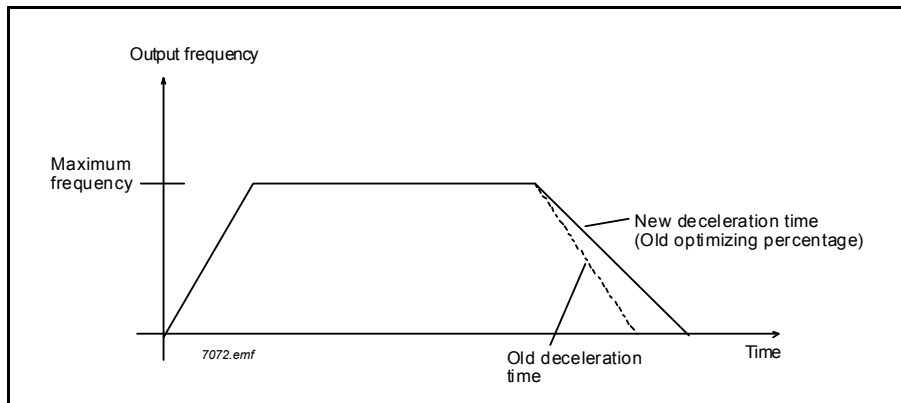 Output frequency
Maximum
frequency
New deceleration time
(Old optimizing percentage)
7072.emf
Old deceleration
time
Time